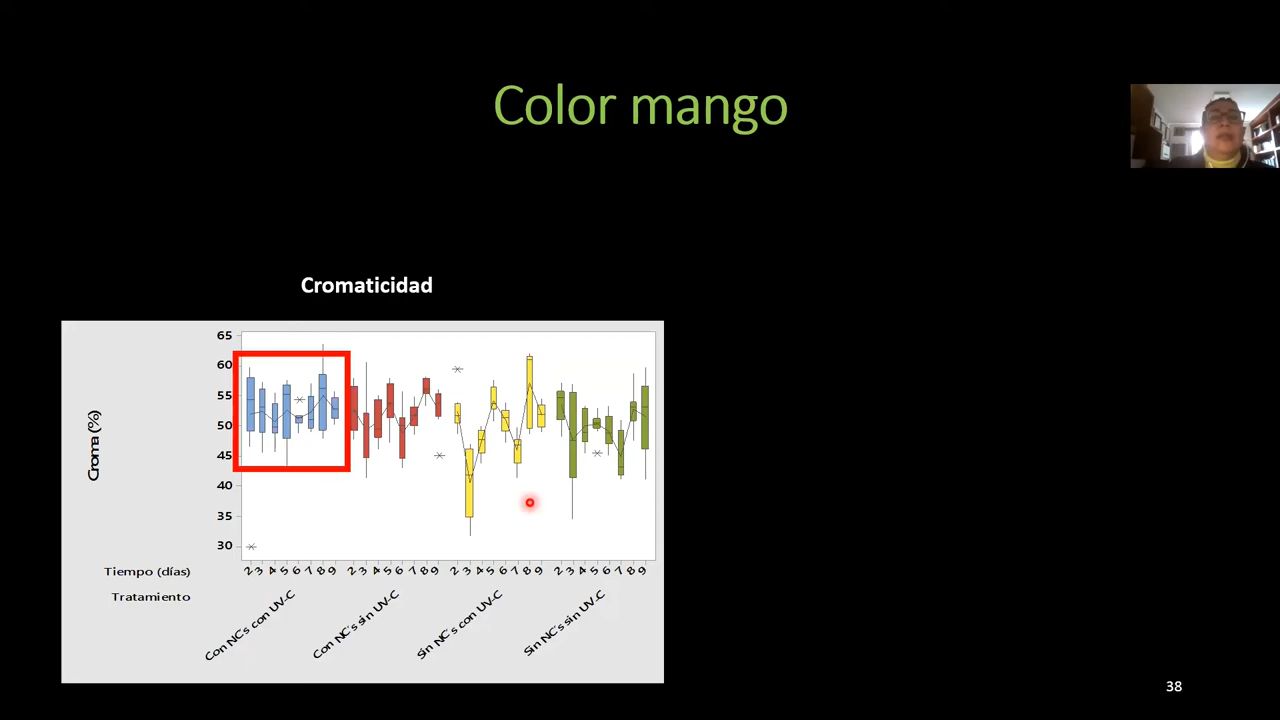 Color mango
Cromaticidad
65
60
55
50
45
40
35
30
Croma (%)
Tiempo (días)
2 3 4 5 6 7 8 9 2 3 4 5 6 7 8 9 2 3 4 5 6 7 8 9 2 3 4 5 6 7 8 9
Tratamiento
Con NC's con UV-C
Con NC's sin UV-C
Sin NC's con UV-C
Sin NC's sin UV-C
38